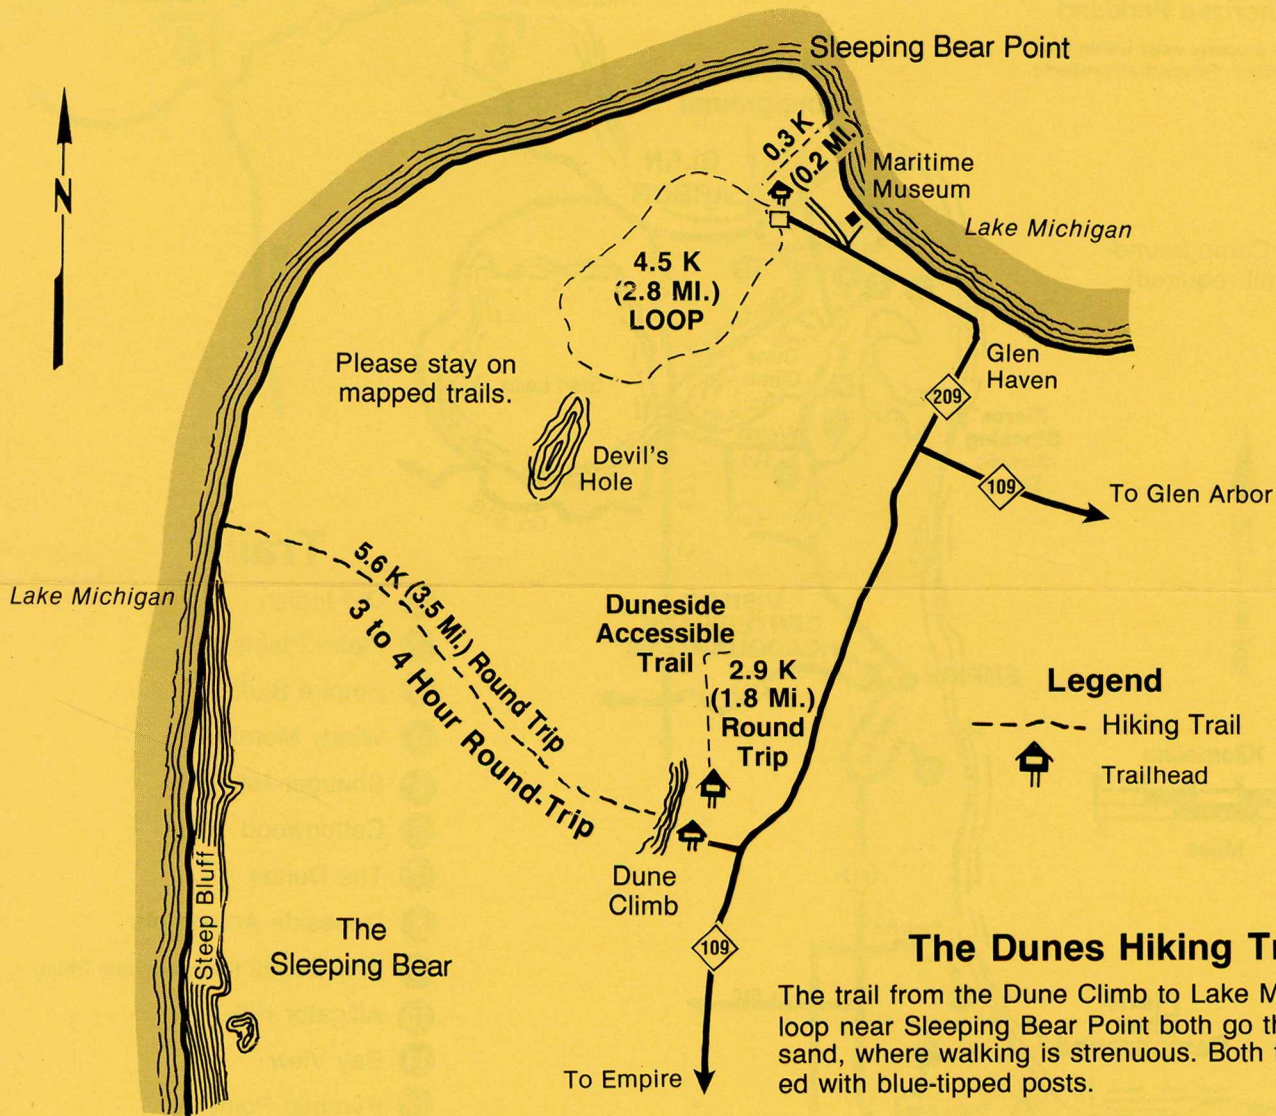 Sleeping Bear Point
0.3 K
(0.2 MI.)
Maritime
Museum
Lake Michigan
N
4.5 K
(2.8 MI.)
LOOP
Please stay on
mapped trails.
Glen
Haven
209
Devil's
Hole
109
To Glen Arbor
Lake Michigan
5.6 K (3.5 Mi.) Round Trip
3 to 4 Hour Round-Trip
Duneside
Accessible
Trail
2.9 K
(1.8 Mi.)
Round
Trip
Legend
Hiking Trail
Trailhead
Dune
Climb
Steep Bluff
The
Sleeping Bear
109
To Empire
The Dunes Hiking
The trail from the Dune Climb to Lake
loop near Sleeping Bear Point both go
sand, where walking is strenuous. Both
ed with blue-tipped posts.